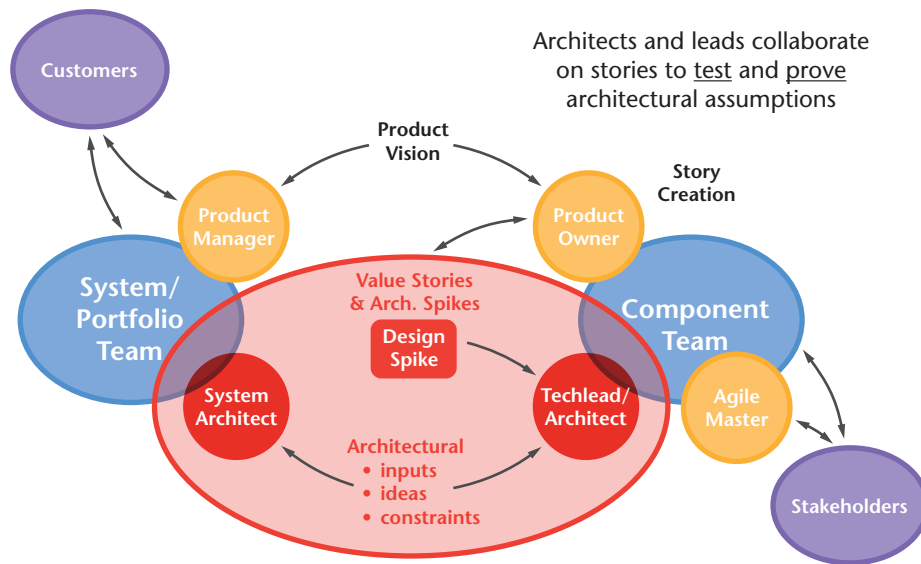 Architects and leads collaborate
on stories to test and prove
architectural assumptions
Customers
Product
Vision
Story
Creation
Product
Manager
Product
Owner
System/
Portfolio
Team
Value Stories
& Arch. Spikes
Component
Team
Design
Spike
System
Architect
Techlead/
Architect
Agile
Master
Architectural
• inputs
• ideas
• constraints
Stakeholders